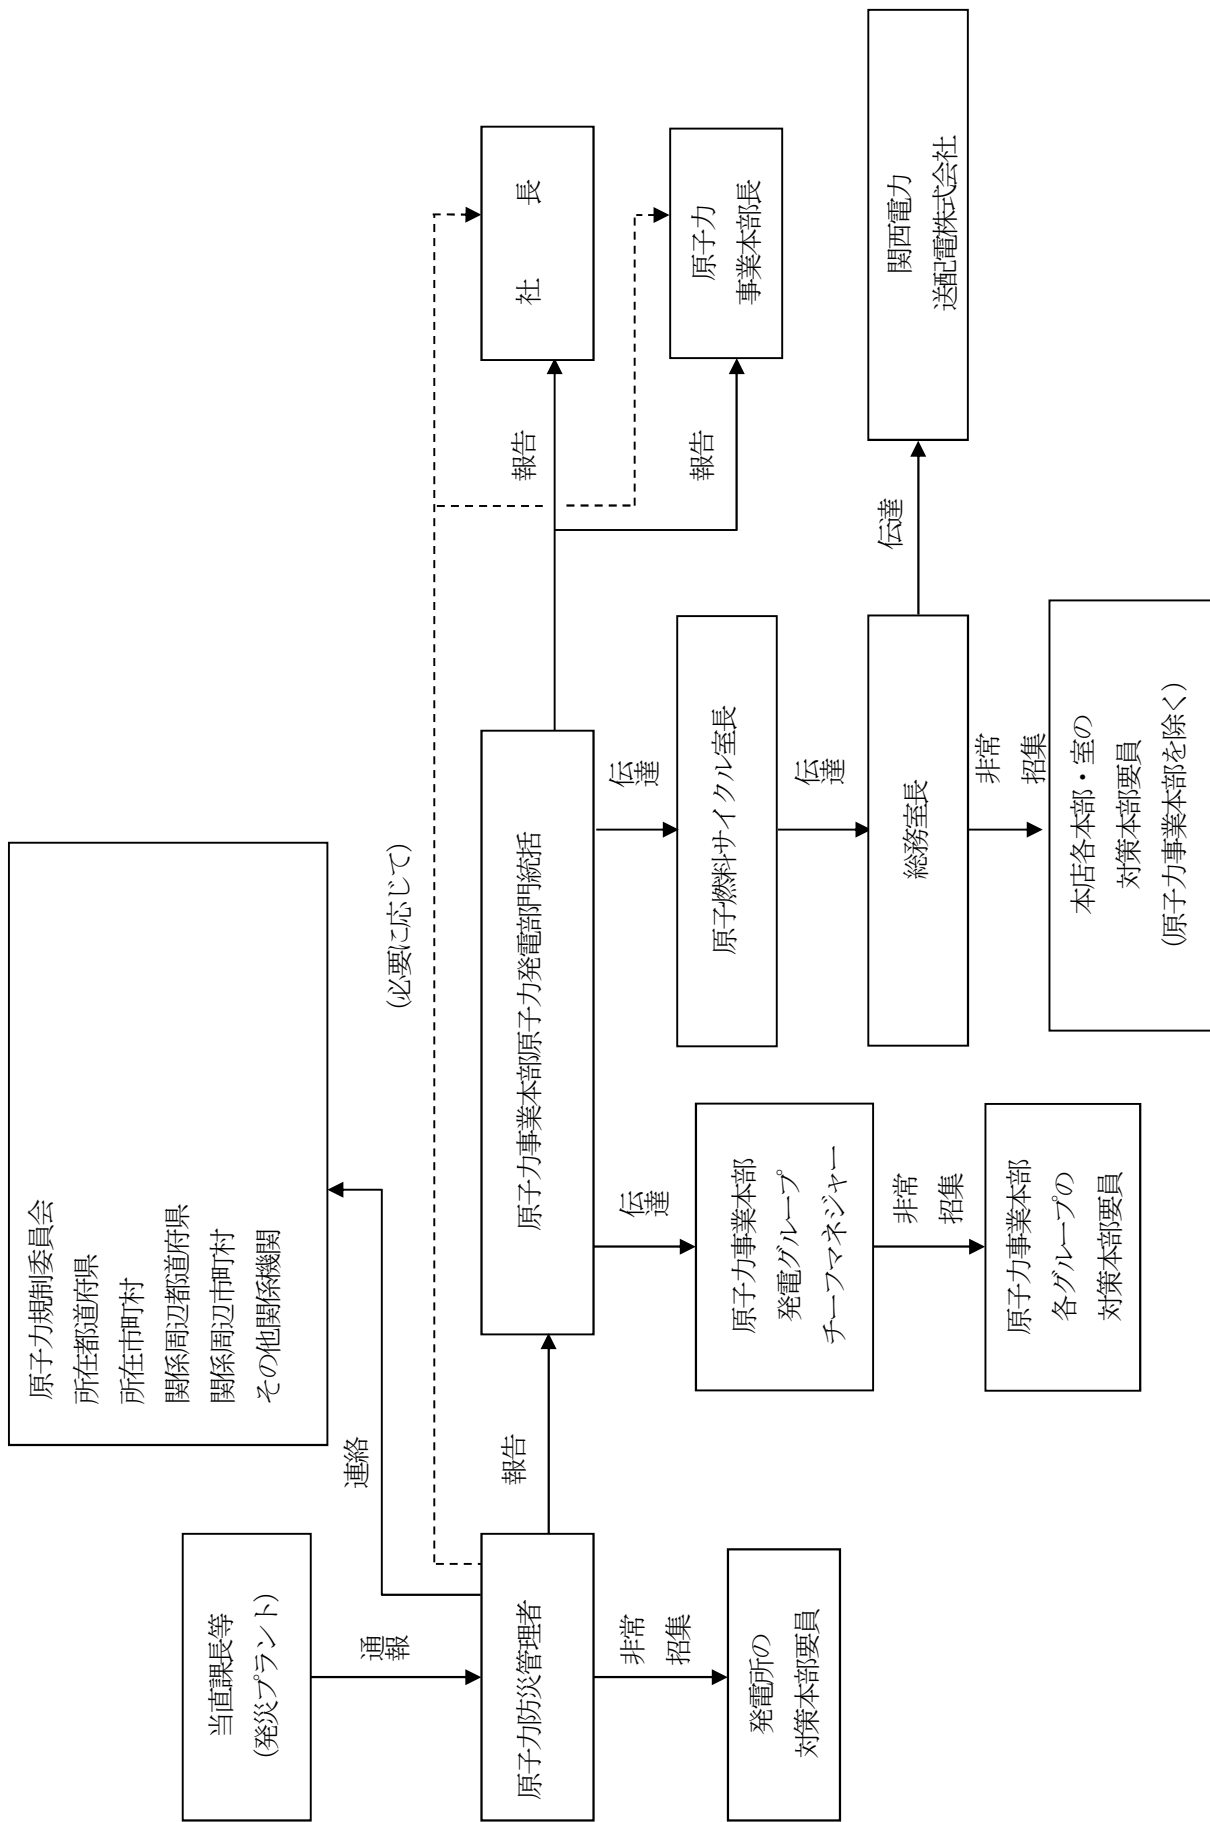 原子力規制委員会
所在都道府県
所在市町村
関係周辺都道府県
関係周辺市町村
その他関係機関
当直課長等
(発災プラント)
通報
連絡
(必要に応じて)
原子力防災管理者
報告
原子力事業本部原子力発電部門統括
報告
社 長
報告
原子力
事業本部長
非常
招集
発電所の
対策本部要員
伝達
原子力事業本部
発電グループ
チーフマネジャー
非常
招集
原子力事業本部
各グループの
対策本部要員
伝達
原子燃料サイクル室長
伝達
総務室長
伝達
関西電力
送配電株式会社
非常
招集
本店各本部・室の
対策本部要員
(原子力事業本部を除く)